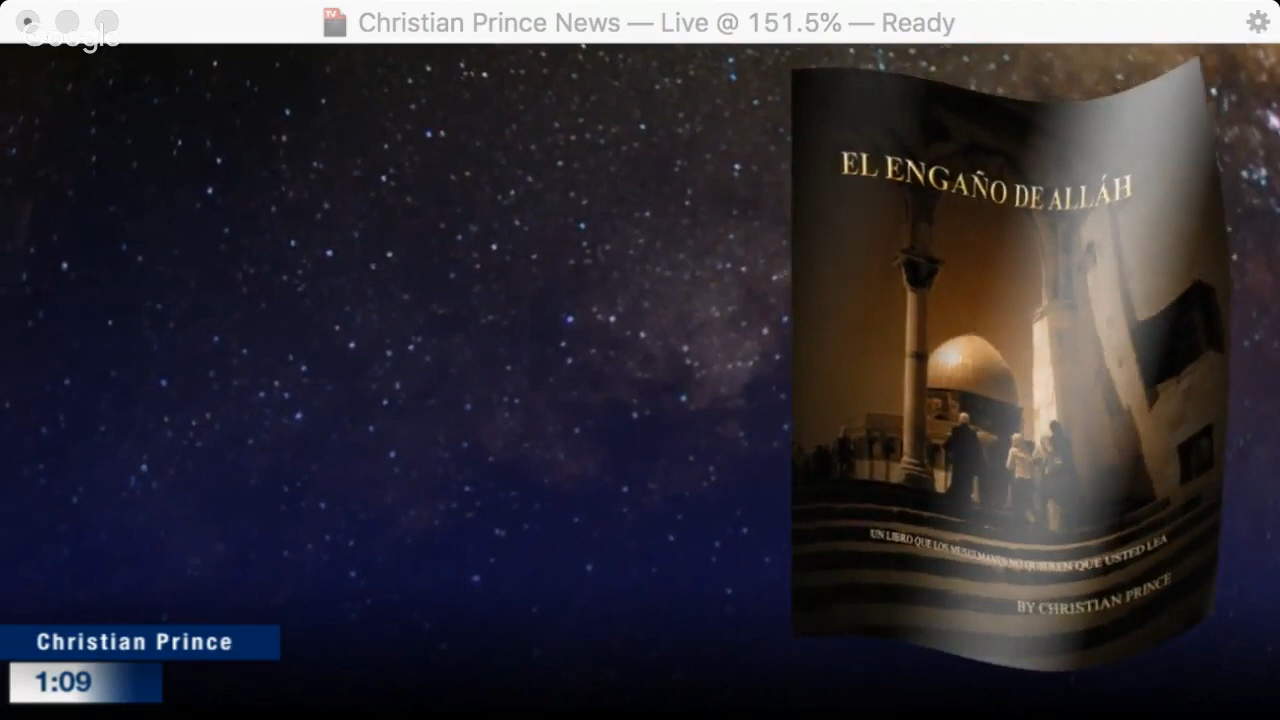 Christian Prince News — Live @ 151.5% — Ready
Google
TV
EL ENGAÑO DE ALLÁH
UN LIBRO QUE LOS MUSULMANES NO QUIEREN QUE USTED LEA
BY CHRISTIAN PRINCE
Christian Prince
1:09